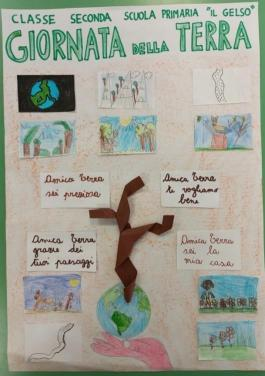 CLASSE SECONDA SCUOLA PRIMARIA "IL GELSO"
GIORNATA DELLA TERRA
Amica Terra
sei preziosa
Amica Terra
ti vogliamo
bene
Amica Terra
grazie dei
tuoi paesaggi
Amica Terra
sei la
mia casa